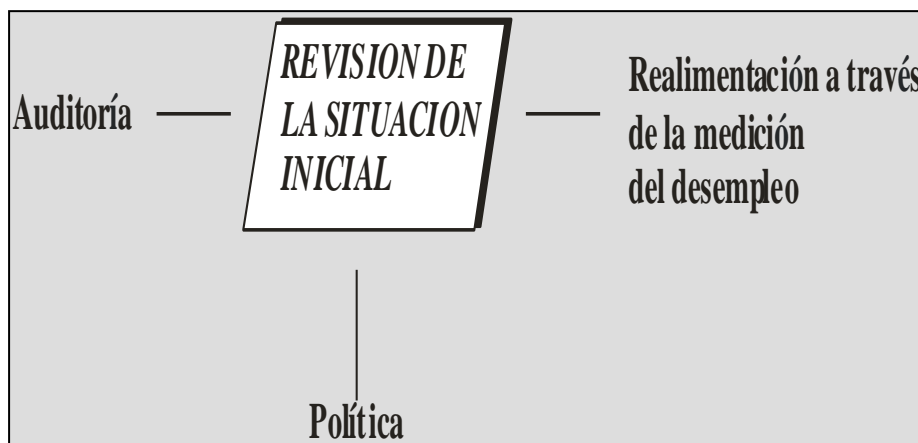 REVISION DE
LA SITUACION
INICIAL
Auditoría
Realimentación a través
de la medición
del desempleo
Política